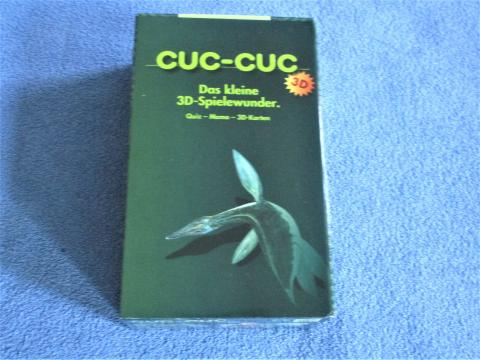 CUC-CUC
3D
Das kleine
3D-Spielewunder.
Quiz – Memo – 3D-Karten